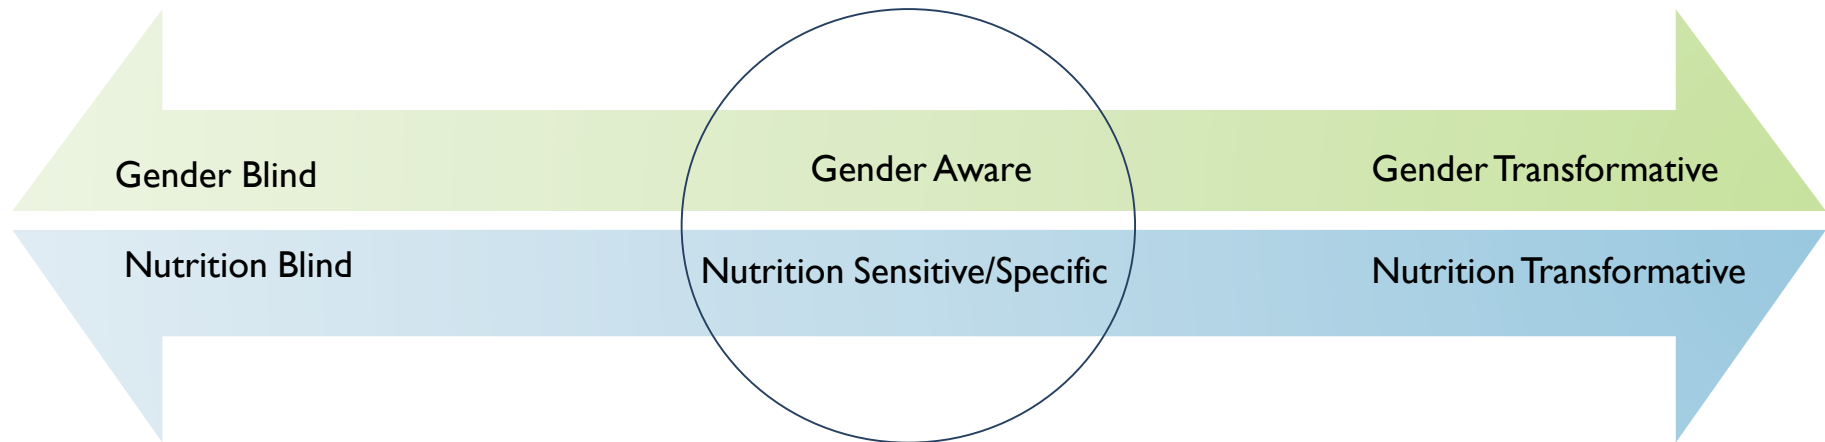 Gender Blind
Gender Aware
Gender Transformative
Nutrition Blind
Nutrition Sensitive/Specific
Nutrition Transformative